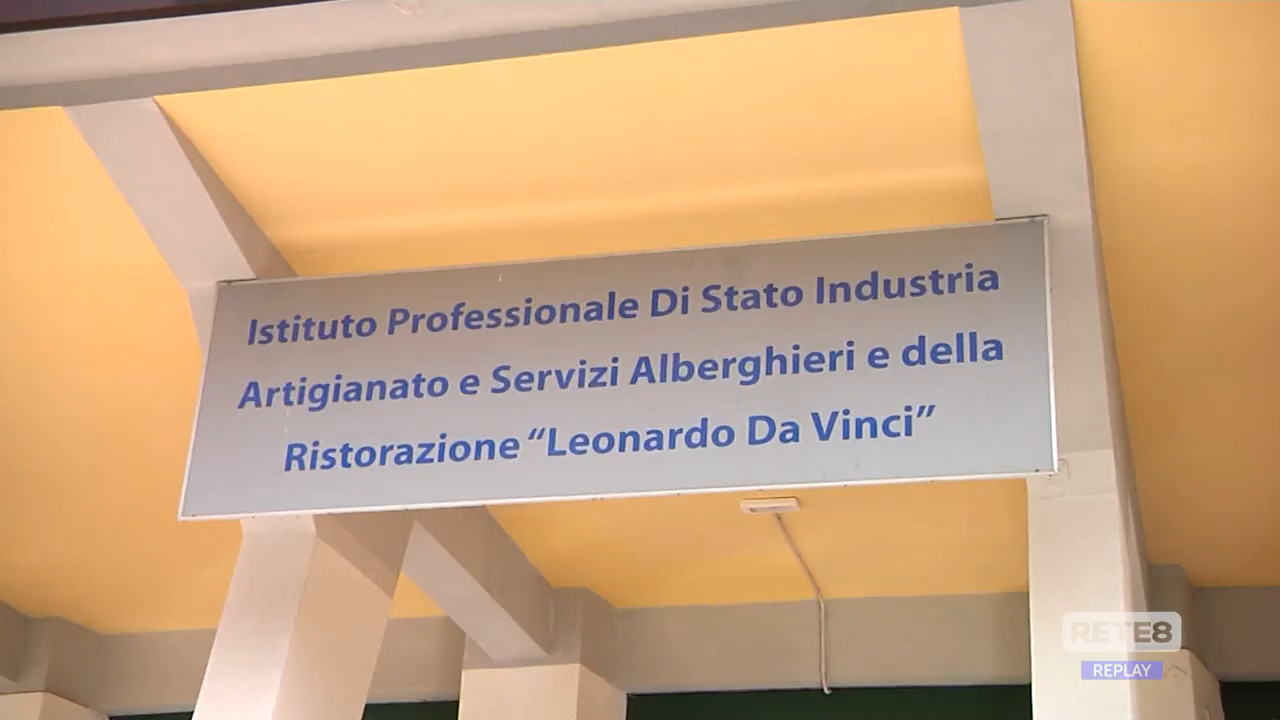 Istituto Professionale Di Stato Industria
Artigianato e Servizi Alberghieri e della
Ristorazione “Leonardo Da Vinci”
RETE8
REPLAY